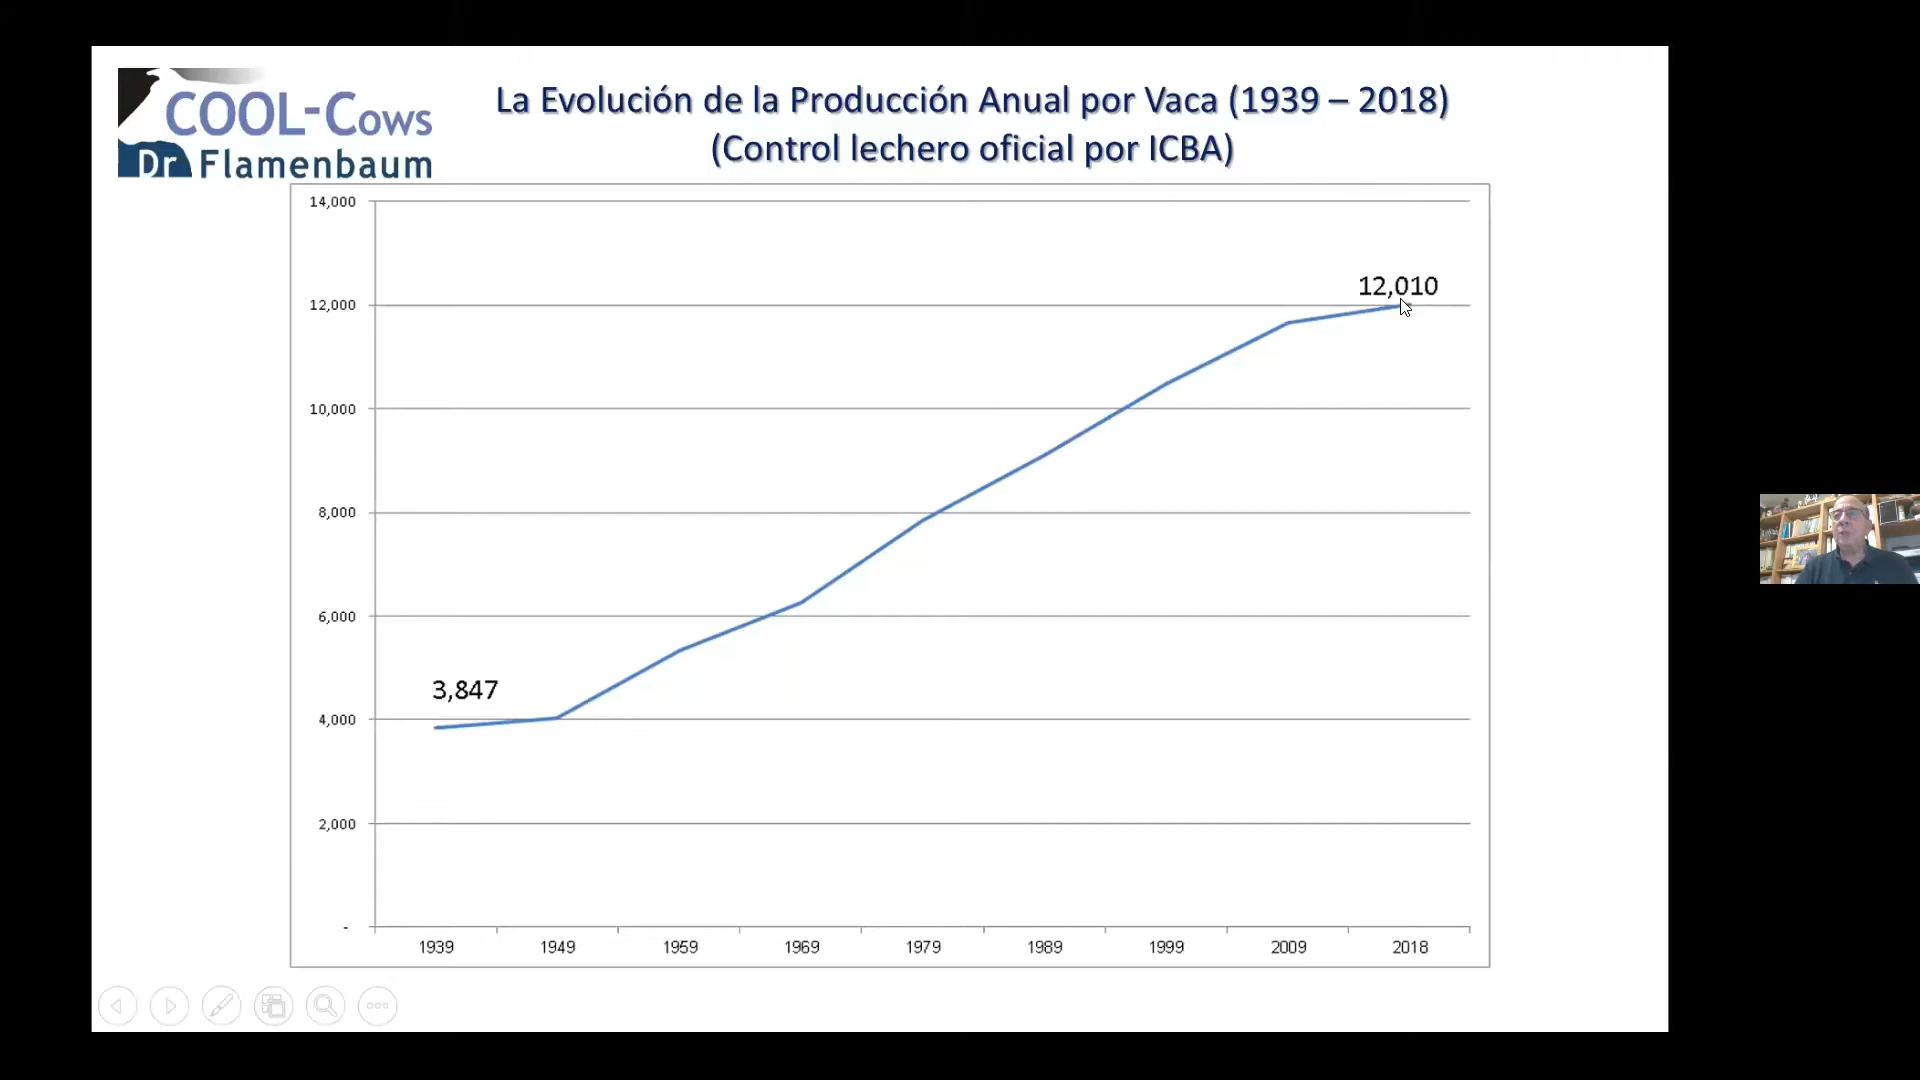 COOL-Cows
Dr Flamenbaum
La Evolución de la Producción Anual por Vaca (1939 – 2018)
(Control lechero oficial por ICBA)
14,000
12,000
10,000
8,000
6,000
4,000
2,000
-
12,010
3,847
1939 1949 1959 1969 1979 1989 1999 2009 2018